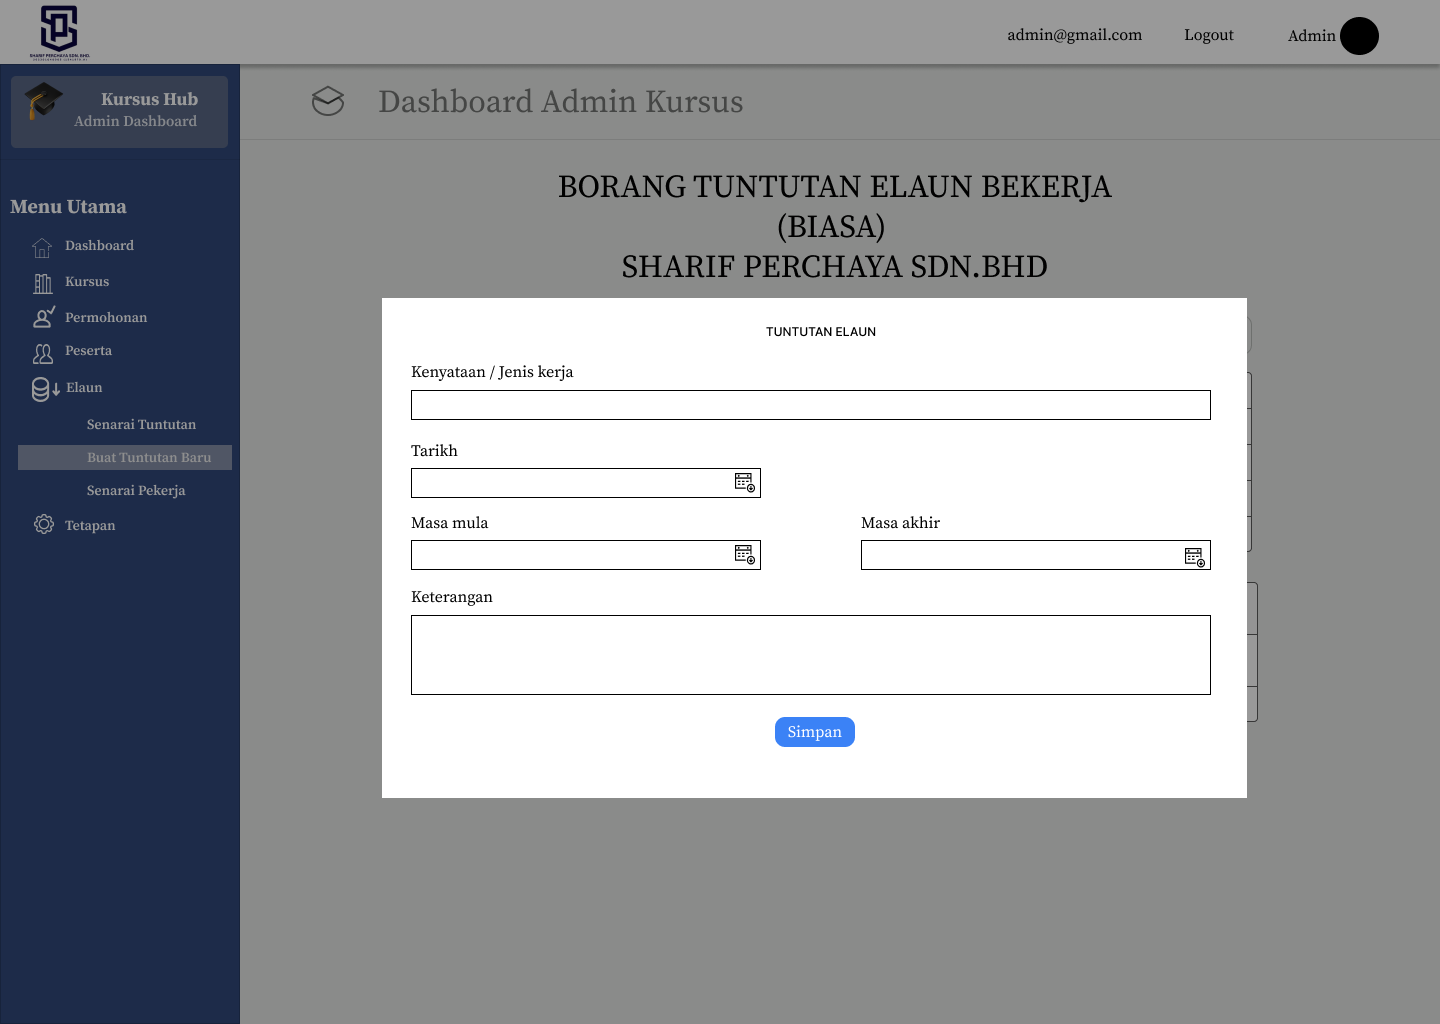 SHARIF PERCHAYA SDN. BHD.
admin@gmail.com
Logout
Admin
Kursus Hub
Admin Dashboard
Dashboard Admin Kursus
Menu Utama
Dashboard
Kursus
Permohonan
Peserta
Elaun
Senarai Tuntutan
Buat Tuntutan Baru
Senarai Pekerja
Tetapan
BORANG TUNTUTAN ELAUN BEKERJA
(BIASA)
SHARIF PERCHAYA SDN.BHD
TUNTUTAN ELAUN
Kenyataan / Jenis kerja
Tarikh
Masa mula
Masa akhir
Keterangan
Simpan